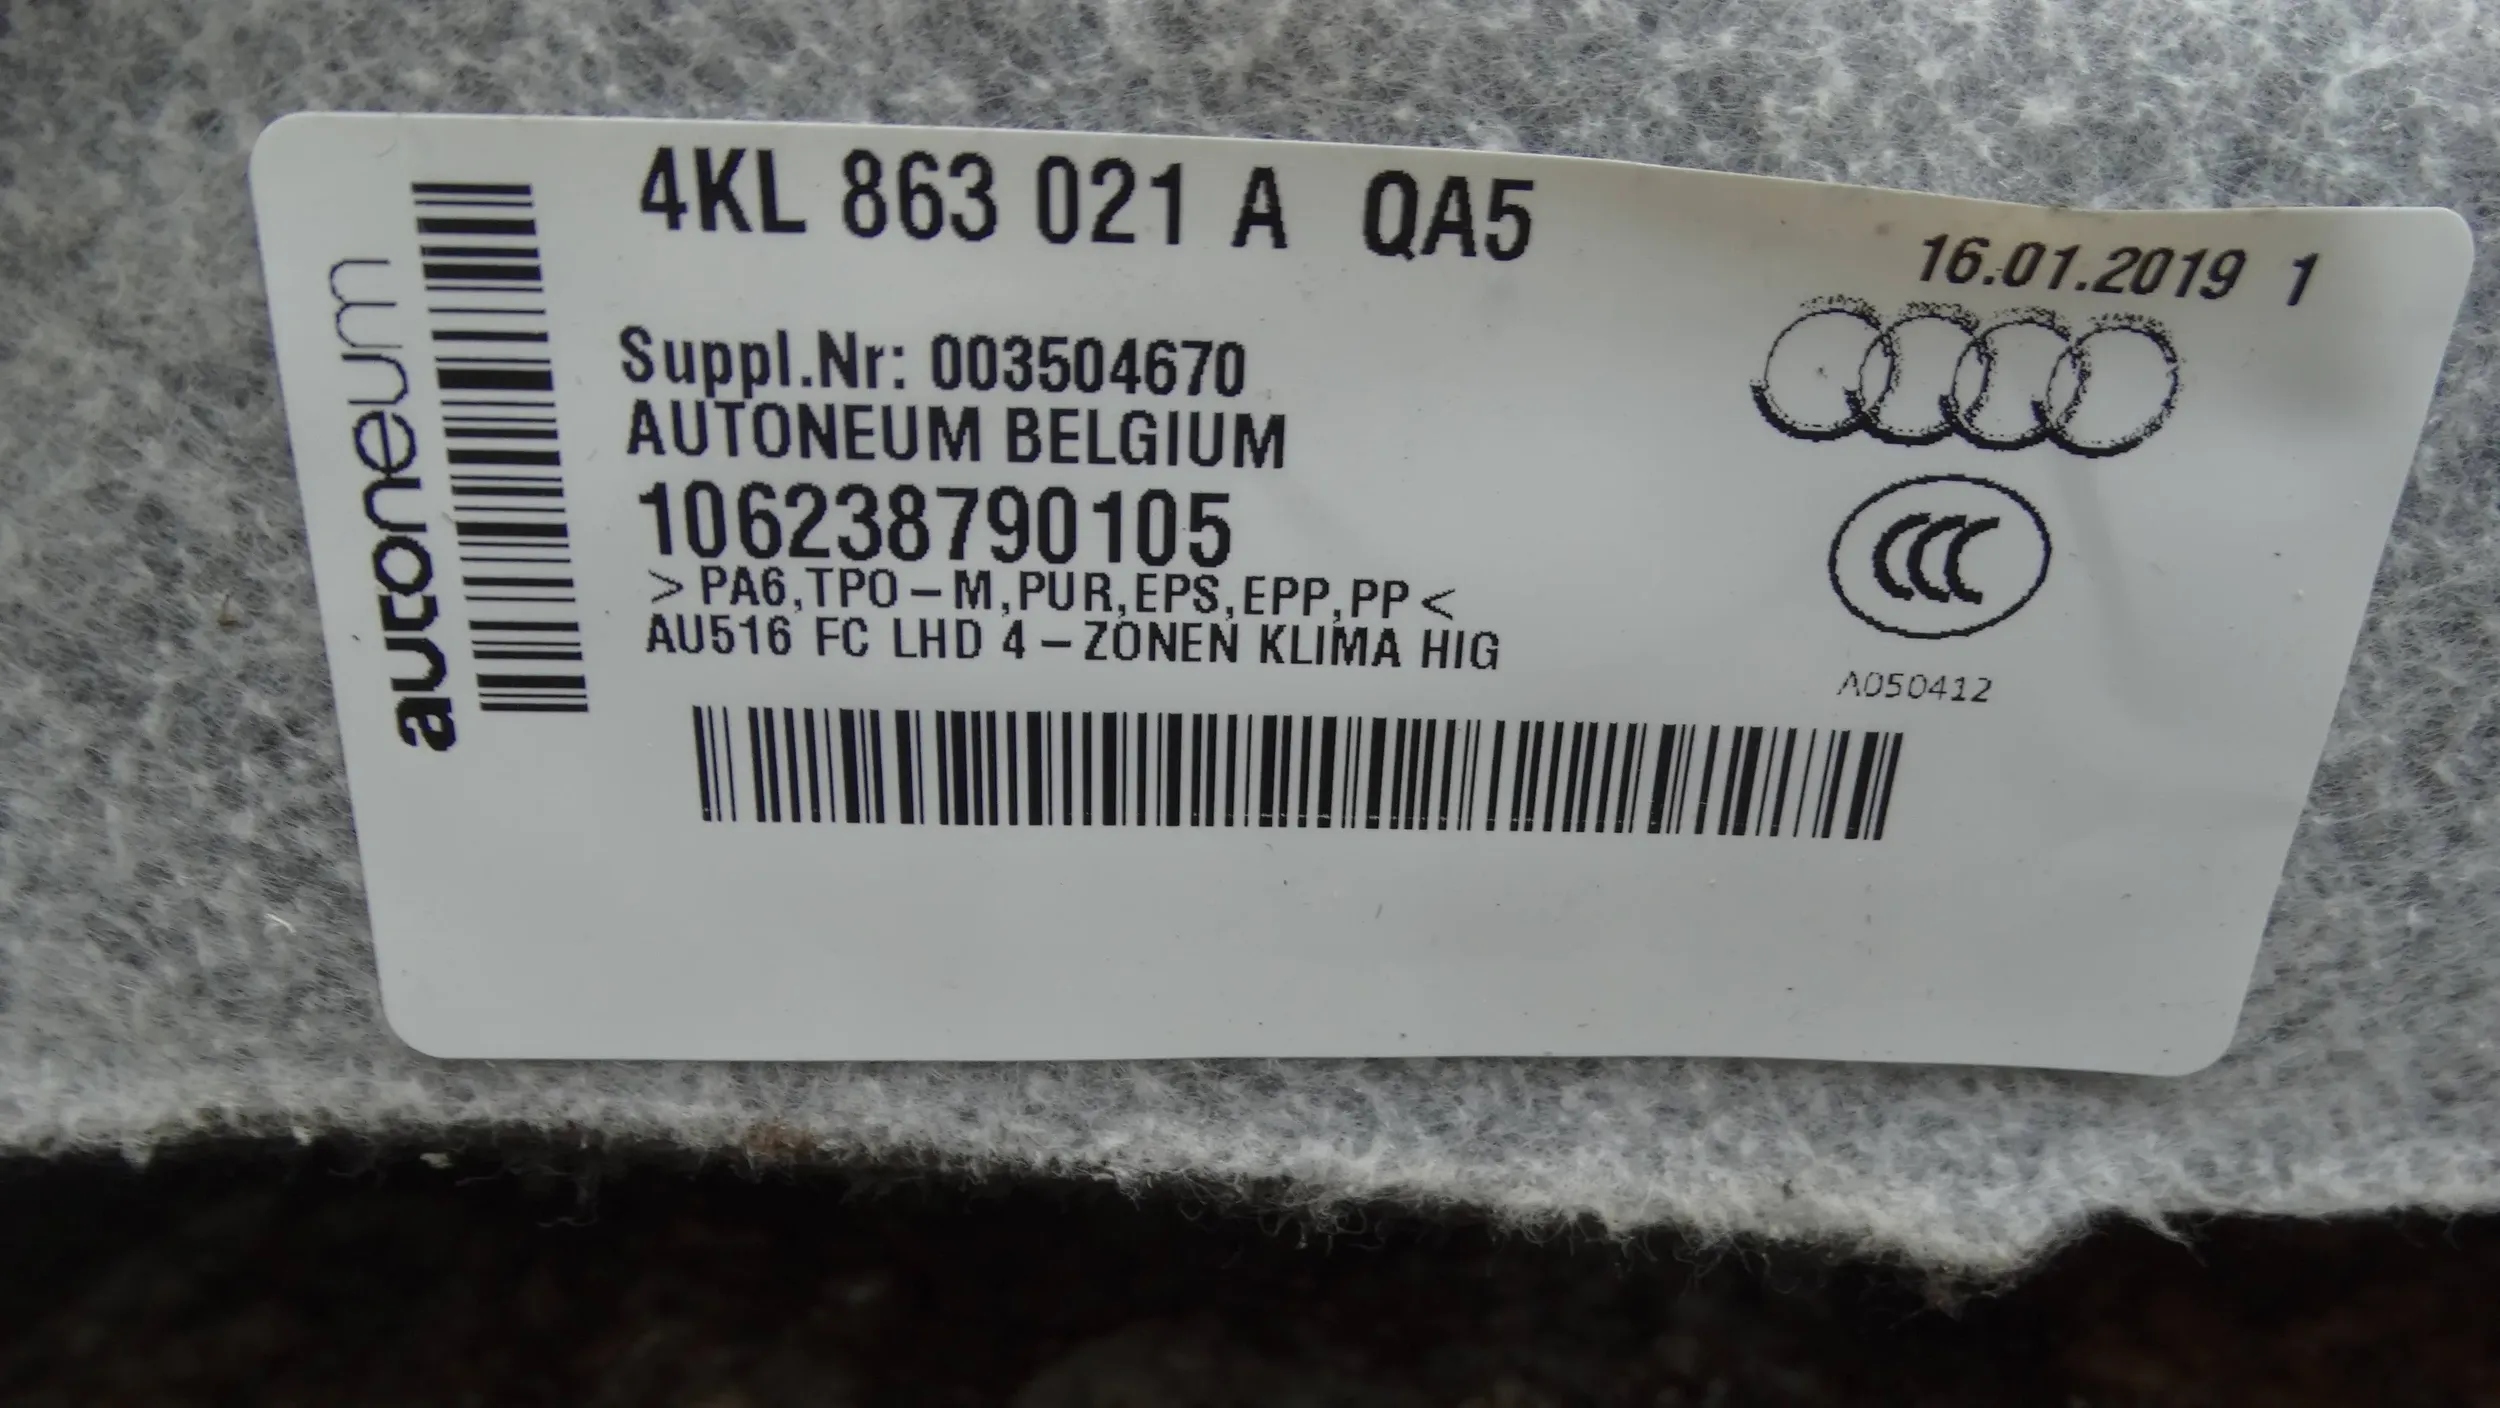 4KL 863 021 A QA5
16.01.2019 1
autoneum
Suppl.Nr: 003504670
AUTONEUM BELGIUM
106238790105
>PA6,TPO-M,PUR,EPS,EPP,PP<
AU516 FC LHD 4-ZONEN KLIMA HIG
CCC
A050412